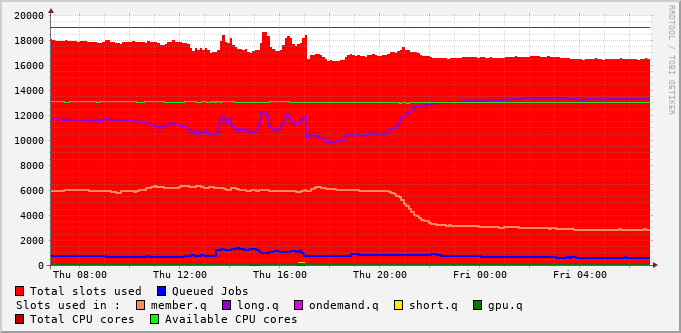 20000
18000
16000
14000
12000
10000
8000
6000
4000
2000
0
Thu 08:00 Thu 12:00 Thu 16:00 Thu 20:00 Fri 00:00 Fri 04:00
RRDTOOL / TOBI OETIKER
Total slots used Queued Jobs
Slots used in : member.q long.q ondemand.q short.q gpu.q
Total CPU cores Available CPU cores